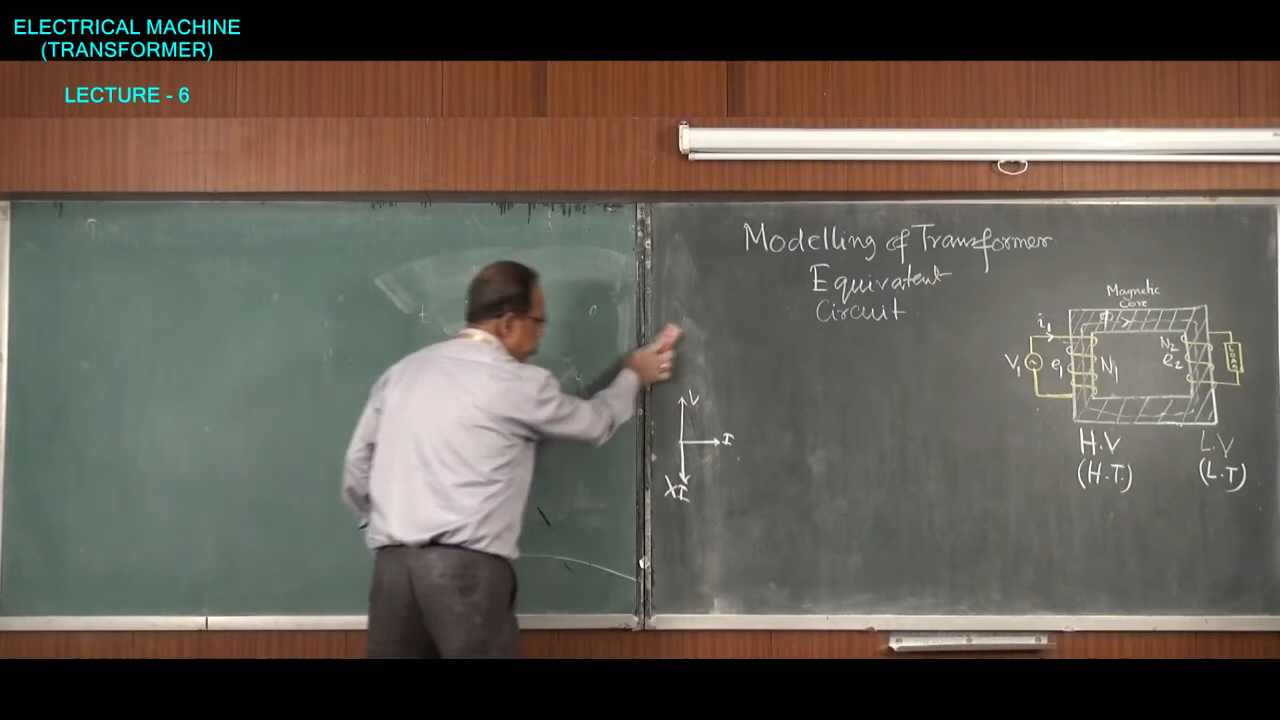 ELECTRICAL MACHINE
(TRANSFORMER)
LECTURE - 6
Modelling of Transformer
Equivatent
Circuit
Magnetic
Core
Φ
i1
V1
e1
N1
N2
e2
LOAD
H.V
(H.T.)
L.V
(L.T)
V
I
XI